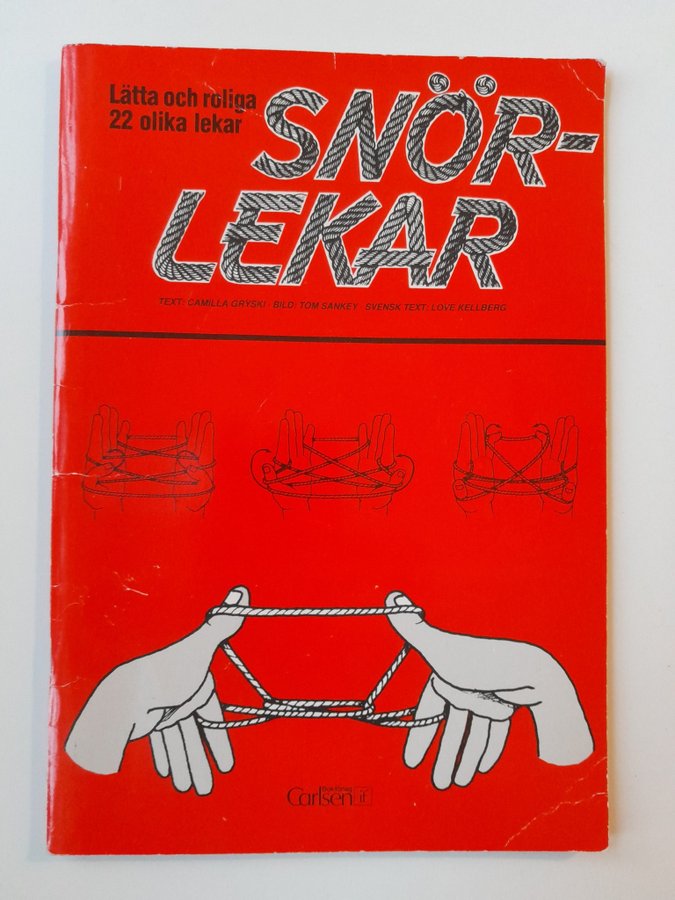 Lätta och roliga
22 olika lekar
SNÖR-
LEKAR
TEXT: CAMILLA GRYSKI · BILD: TOM SANKEY · SVENSK TEXT: LOVE KELLBERG
Carlsen if